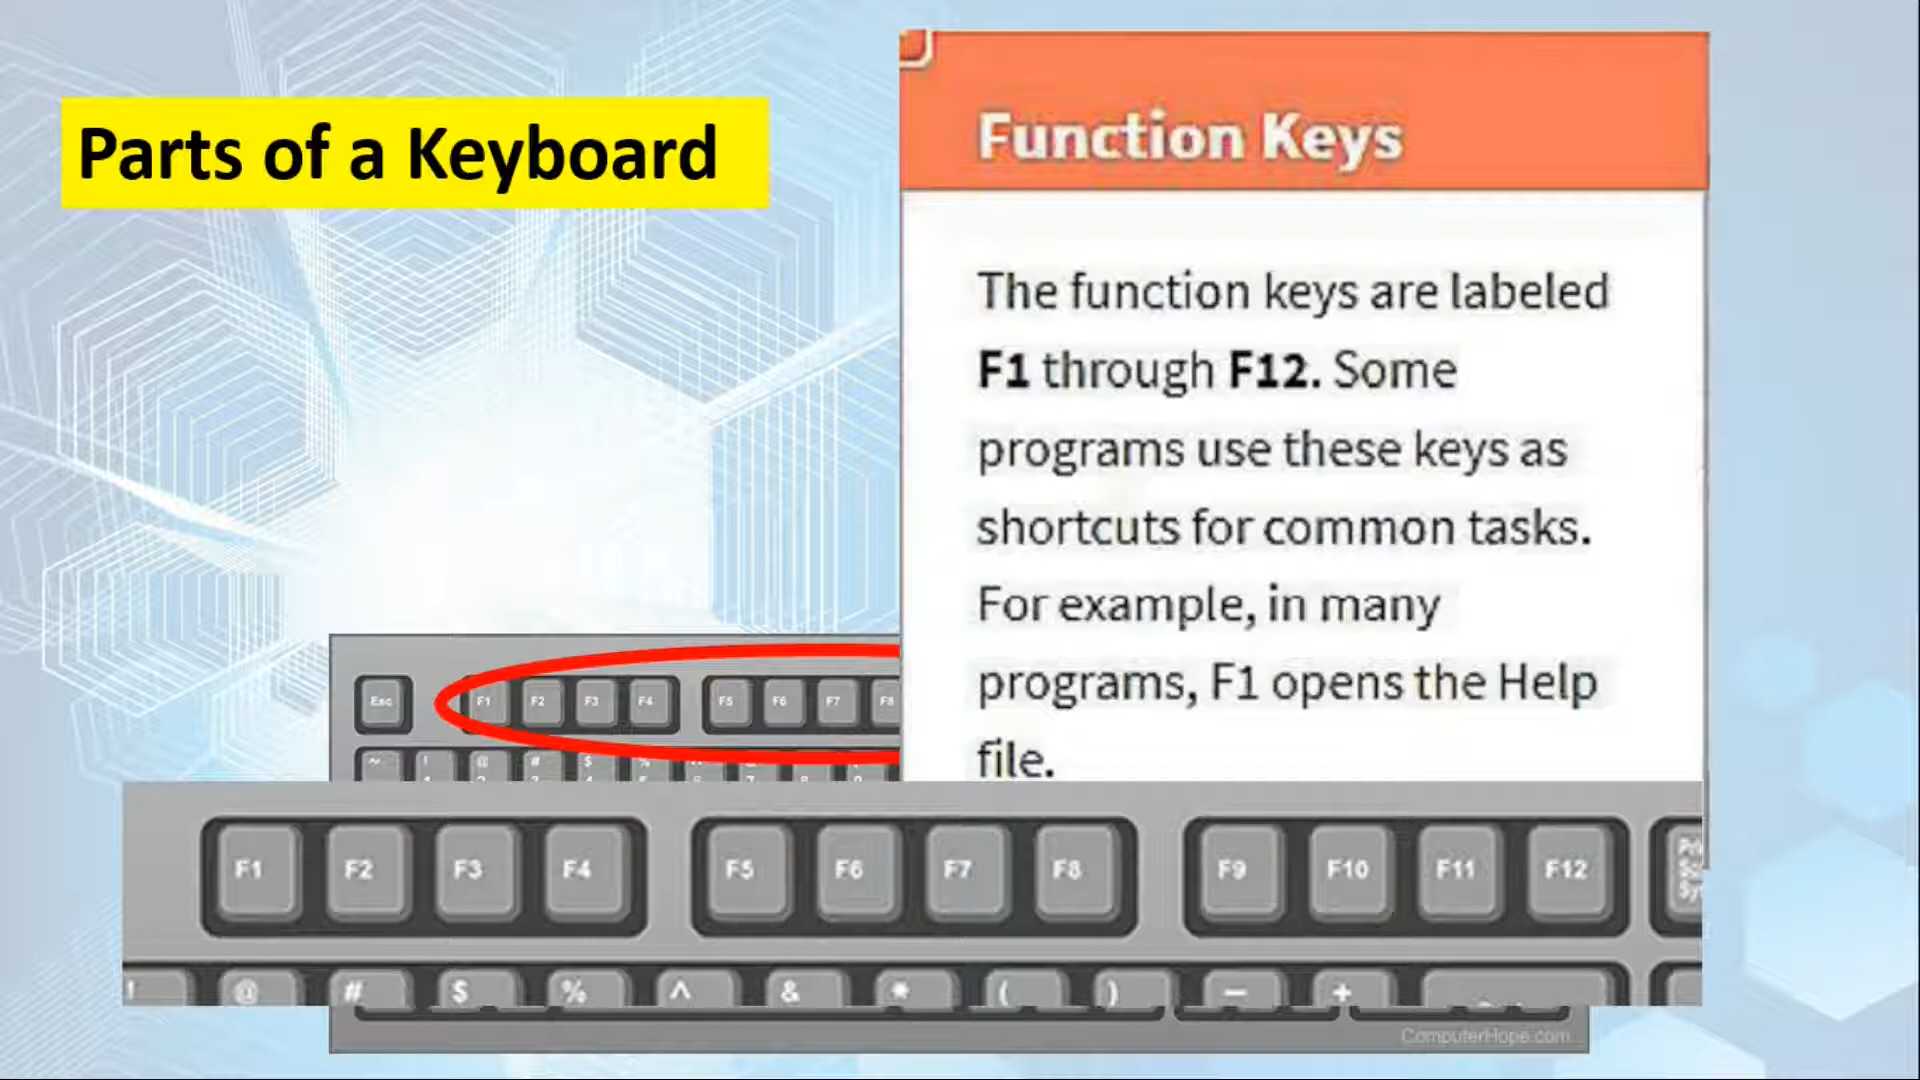 Parts of a Keyboard
Function Keys
The function keys are labeled
F1 through F12. Some
programs use these keys as
shortcuts for common tasks.
For example, in many
programs, F1 opens the Help
file.
Esc F1 F2 F3 F4 F5 F6 F7 F8
~ ! @ # $ %
F1 F2 F3 F4 F5 F6 F7 F8 F9 F10 F11 F12
! @ # $ % ^ & * ( ) − +
ComputerHope.com